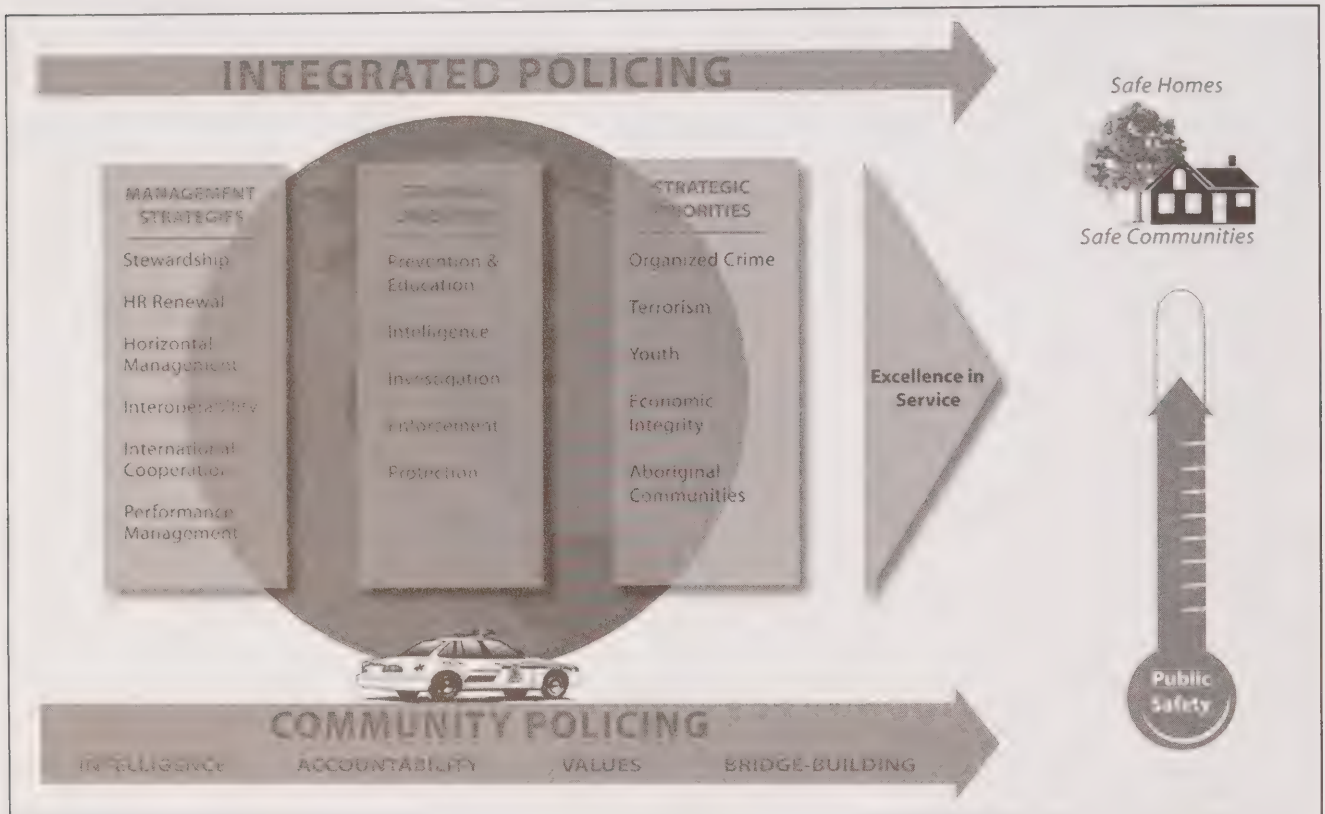 INTEGRATED POLICING
MANAGEMENT
STRATEGIES
Stewardship
HR Renewal
Horizontal
Management
Interoperability
International
Cooperation
Performance
Management
Prevention &
Education
Intelligence
Investigation
Enforcement
Protection
STRATEGIC
PRIORITIES
Organized Crime
Terrorism
Youth
Economic
Integrity
Aboriginal
Communities
Excellence in
Service
Safe Homes
Safe Communities
Public
Safety
COMMUNITY POLICING
INTELLIGENCE ACCOUNTABILITY VALUES BRIDGE-BUILDING